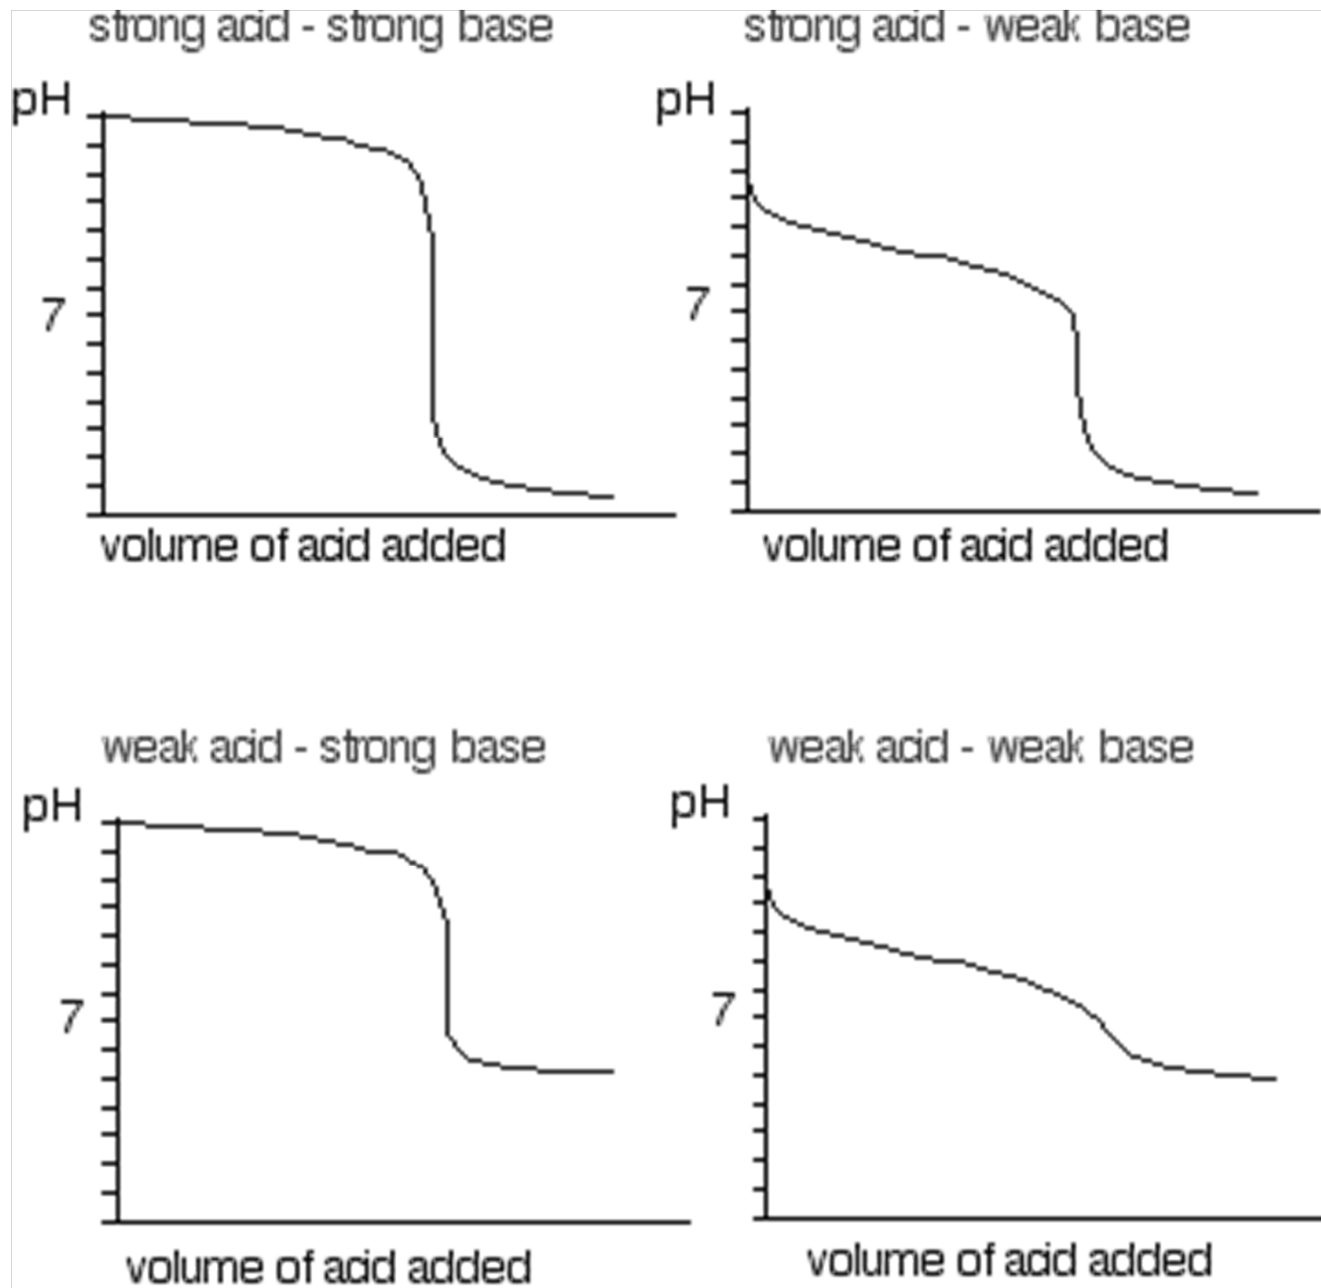 strong acid - strong base
pH
7
volume of acid added
strong acid - weak base
pH
7
volume of acid added
weak acid - strong base
pH
7
volume of acid added
weak acid - weak base
pH
7
volume of acid added